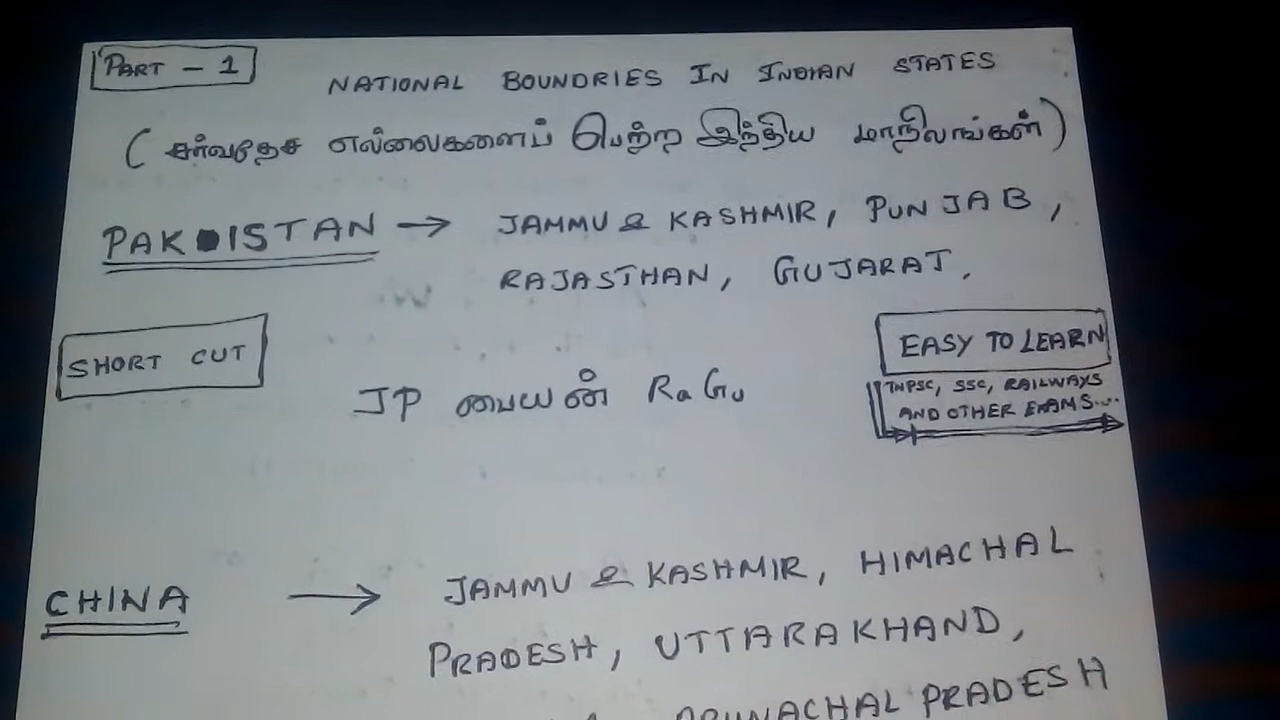 PART - 1
NATIONAL BOUNDRIES IN INDIAN STATES
(சர்வதேச எல்லைகளைப் பெற்ற இந்திய மாநிலங்கள்)
PAKISTAN → JAMMU & KASHMIR, PUNJAB,
RAJASTHAN, GUJARAT.
SHORT CUT
JP பையன் RaGu
EASY TO LEARN
TNPSC, SSC, RAILWAYS
AND OTHER EXAMS...
CHINA → JAMMU & KASHMIR, HIMACHAL
PRADESH, UTTARAKHAND,
ARUNACHAL PRADESH